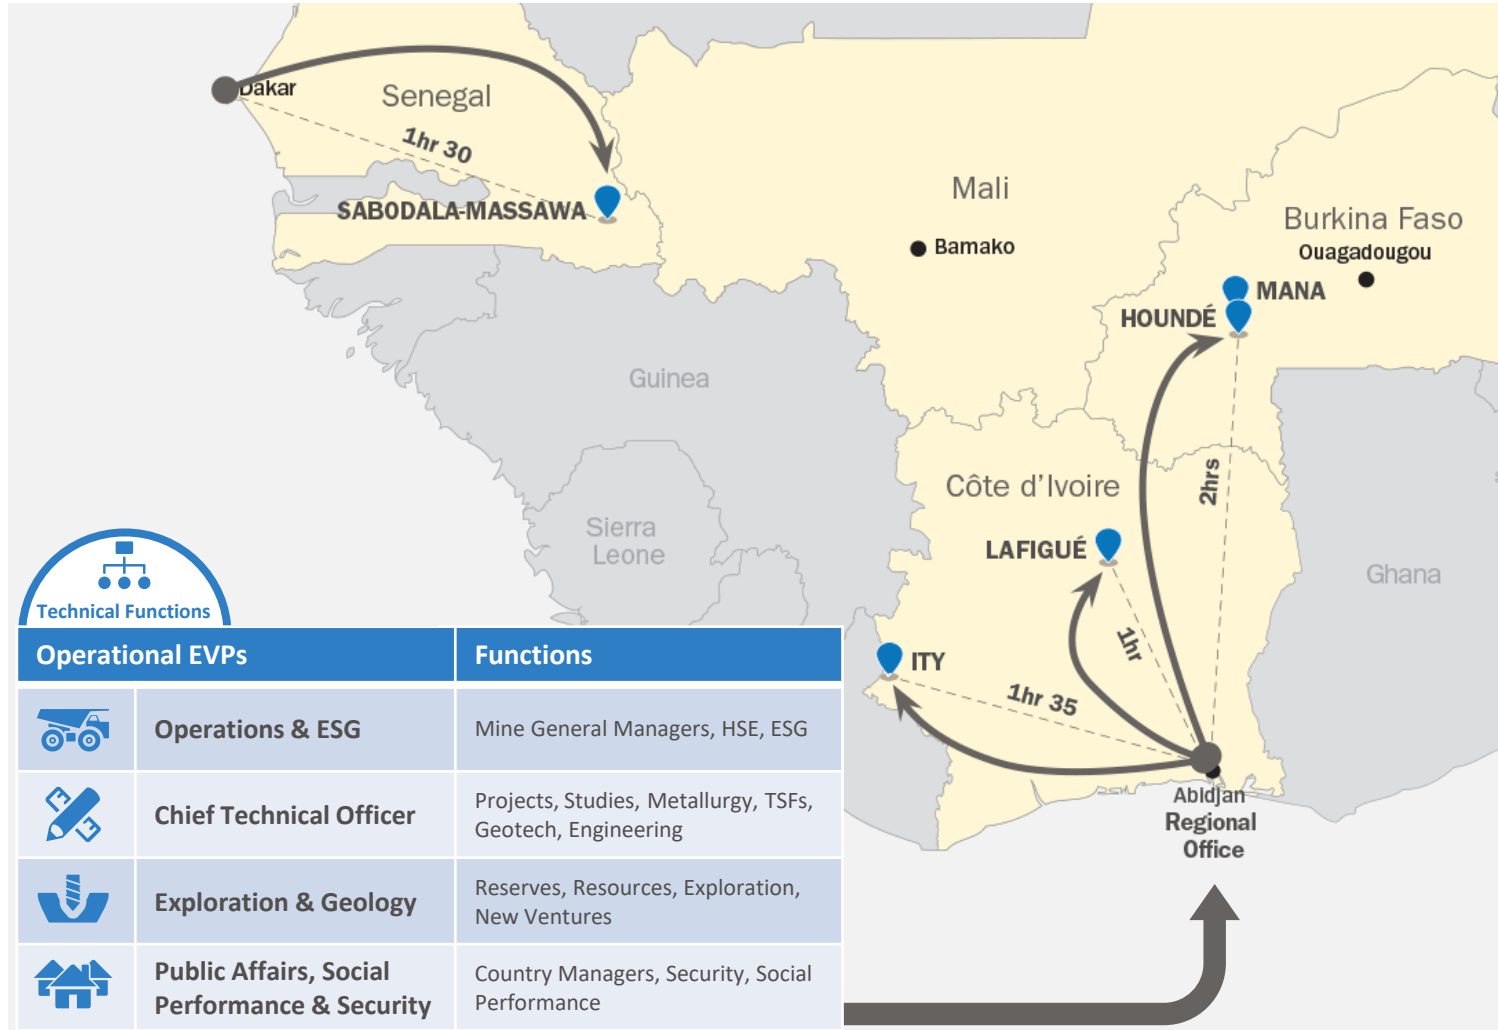 Dakar
Senegal
1hr 30
SABODALA-MASSAWA
Mali
Bamako
Burkina Faso
Ouagadougou
MANA
HOUNDÉ
Guinea
2hrs
Côte d'Ivoire
Sierra
Leone
LAFIGUÉ
Ghana
1hr
ITY
1hr 35
Abidjan
Regional
Office
Technical Functions
Operational EVPs
Functions
Operations & ESG
Mine General Managers, HSE, ESG
Chief Technical Officer
Projects, Studies, Metallurgy, TSFs,
Geotech, Engineering
Exploration & Geology
Reserves, Resources, Exploration,
New Ventures
Public Affairs, Social
Performance & Security
Country Managers, Security, Social
Performance